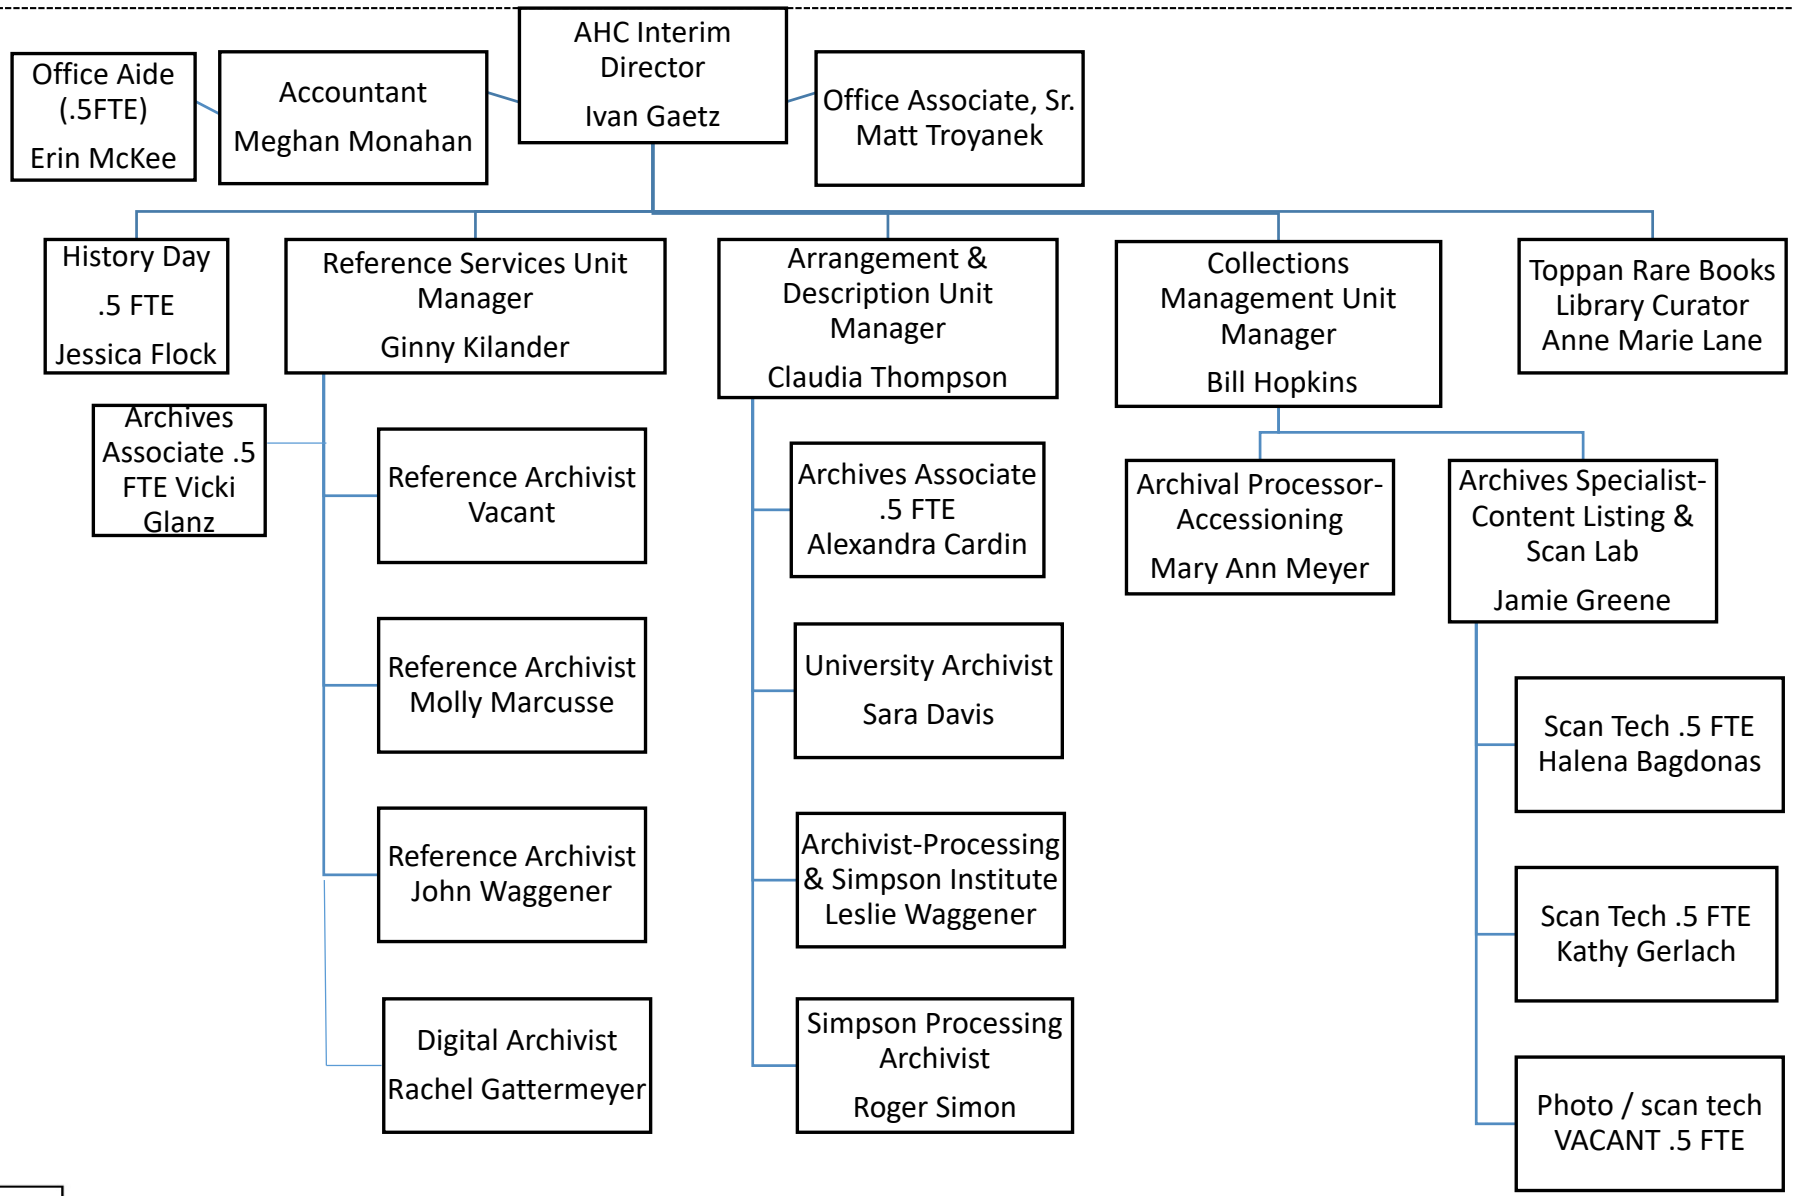 AHC Interim
Director
Ivan Gaetz
Office Aide
(.5FTE)
Erin McKee
Accountant
Meghan Monahan
Office Associate, Sr.
Matt Troyanek
History Day
.5 FTE
Jessica Flock
Reference Services Unit
Manager
Ginny Kilander
Arrangement &
Description Unit
Manager
Claudia Thompson
Collections
Management Unit
Manager
Bill Hopkins
Toppan Rare Books
Library Curator
Anne Marie Lane
Archives
Associate .5
FTE Vicki
Glanz
Reference Archivist
Vacant
Reference Archivist
Molly Marcusse
Reference Archivist
John Waggener
Digital Archivist
Rachel Gattermeyer
Archives Associate
.5 FTE
Alexandra Cardin
University Archivist
Sara Davis
Archivist-Processing
& Simpson Institute
Leslie Waggener
Simpson Processing
Archivist
Roger Simon
Archival Processor-
Accessioning
Mary Ann Meyer
Archives Specialist-
Content Listing &
Scan Lab
Jamie Greene
Scan Tech .5 FTE
Halena Bagdonas
Scan Tech .5 FTE
Kathy Gerlach
Photo / scan tech
VACANT .5 FTE